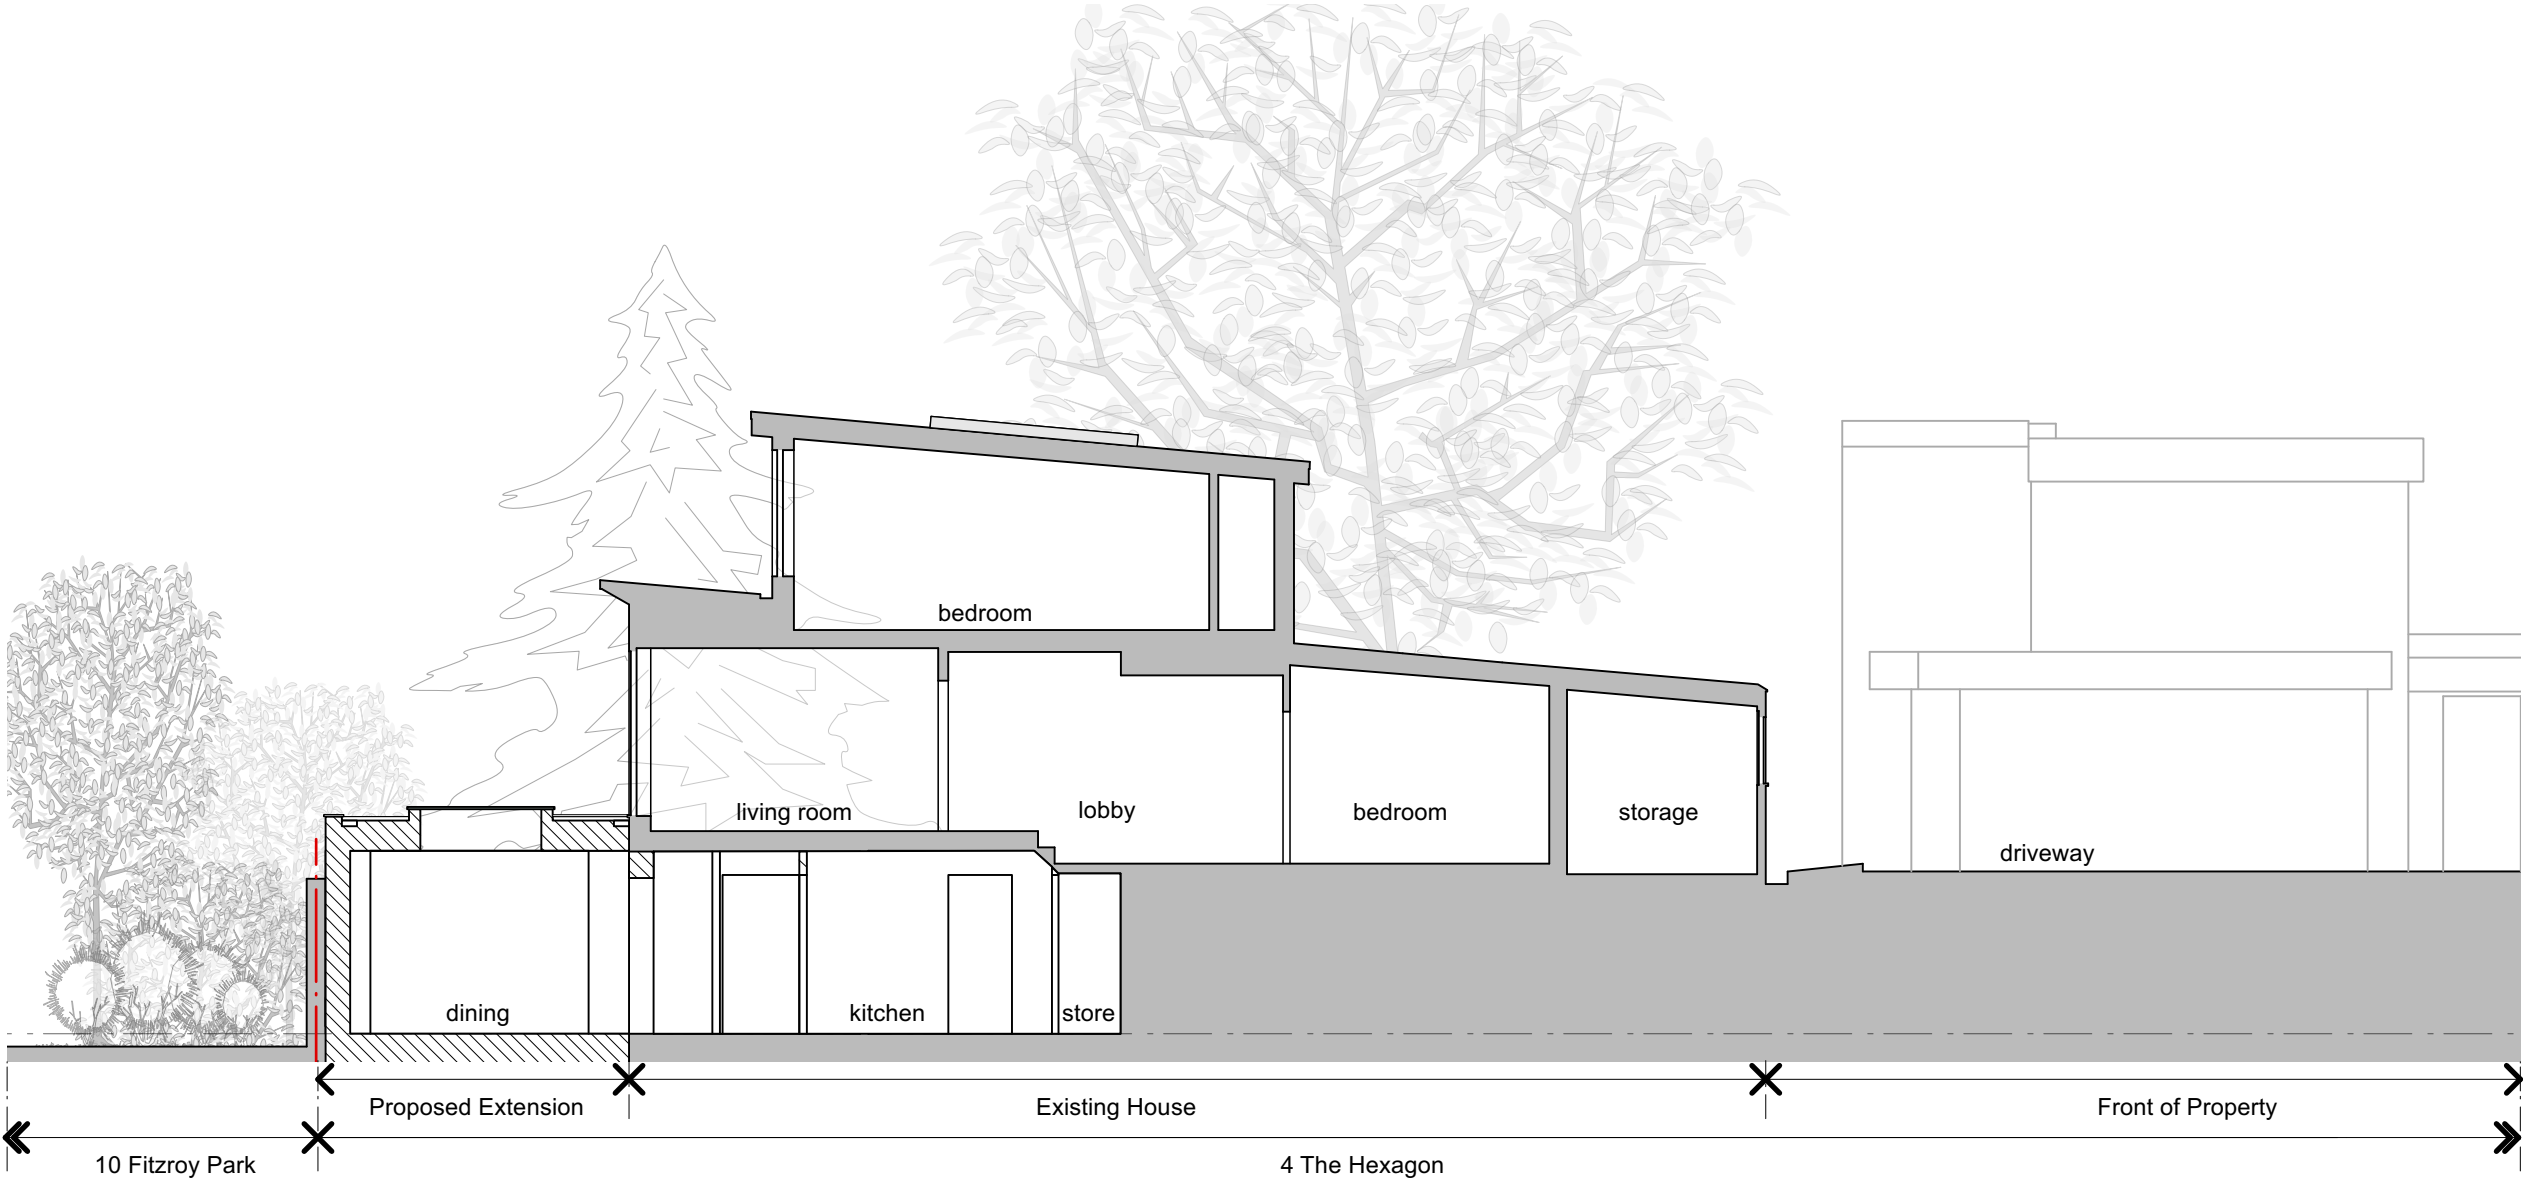 bedroom
living room
lobby
bedroom
storage
driveway
dining
kitchen
store
Proposed Extension
Existing House
Front of Property
10 Fitzroy Park
4 The Hexagon